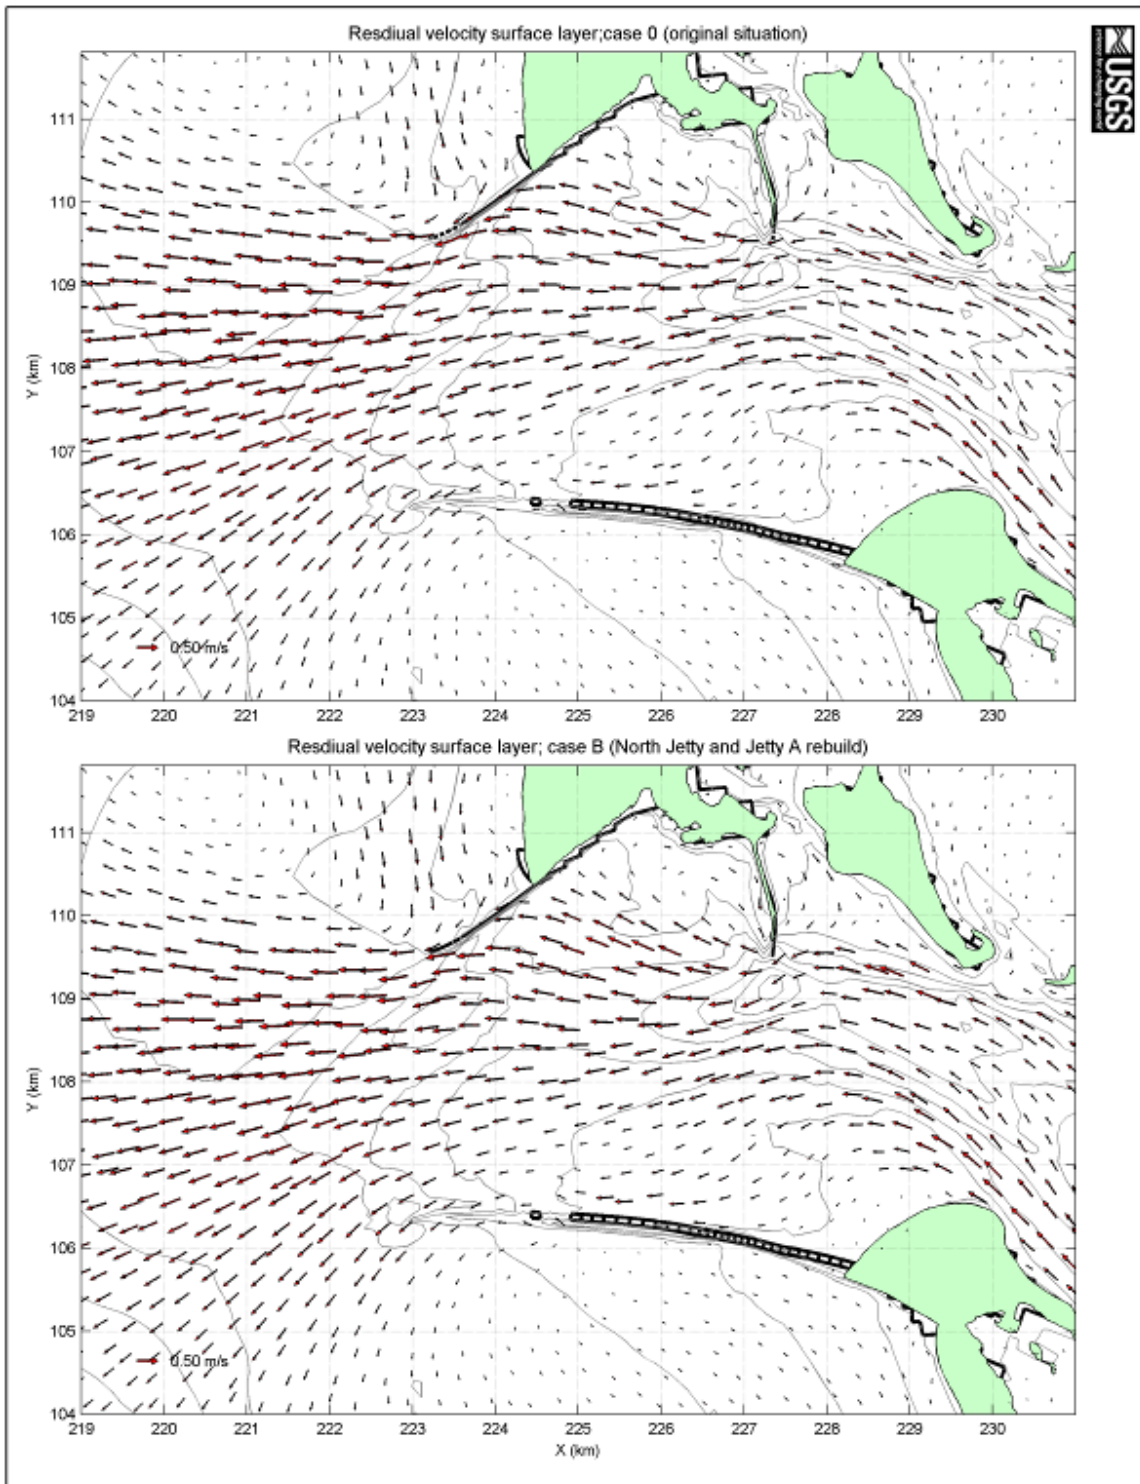 Resdiual velocity surface layer;case 0 (original situation)
USGS
111
110
109
108
107
106
105
104
Y (km)
0.50 m/s
219 220 221 222 223 224 225 226 227 228 229 230
Resdiual velocity surface layer; case B (North Jetty and Jetty A rebuild)
111
110
109
108
107
106
105
104
Y (km)
0.50 m/s
219 220 221 222 223 224 225 226 227 228 229 230
X (km)